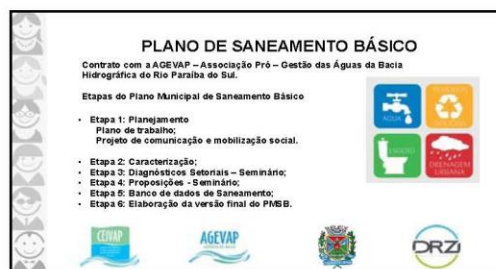 PLANO DE SANEAMENTO BÁSICO
Contrato com a AGEVAP – Associação Pró – Gestão das Águas da Bacia
Hidrográfica do Rio Paraíba do Sul.
Etapas do Plano Municipal de Saneamento Básico
• Etapa 1: Planejamento
Plano de trabalho;
Projeto de comunicação e mobilização social.
• Etapa 2: Caracterização;
• Etapa 3: Diagnósticos Setoriais – Seminário;
• Etapa 4: Proposições - Seminário;
• Etapa 5: Banco de dados de Saneamento;
• Etapa 6: Elaboração da versão final do PMSB.
ÁGUA
ESGOTO
DRENAGEM
URBANA
CEIVAP
AGEVAP
DRZ